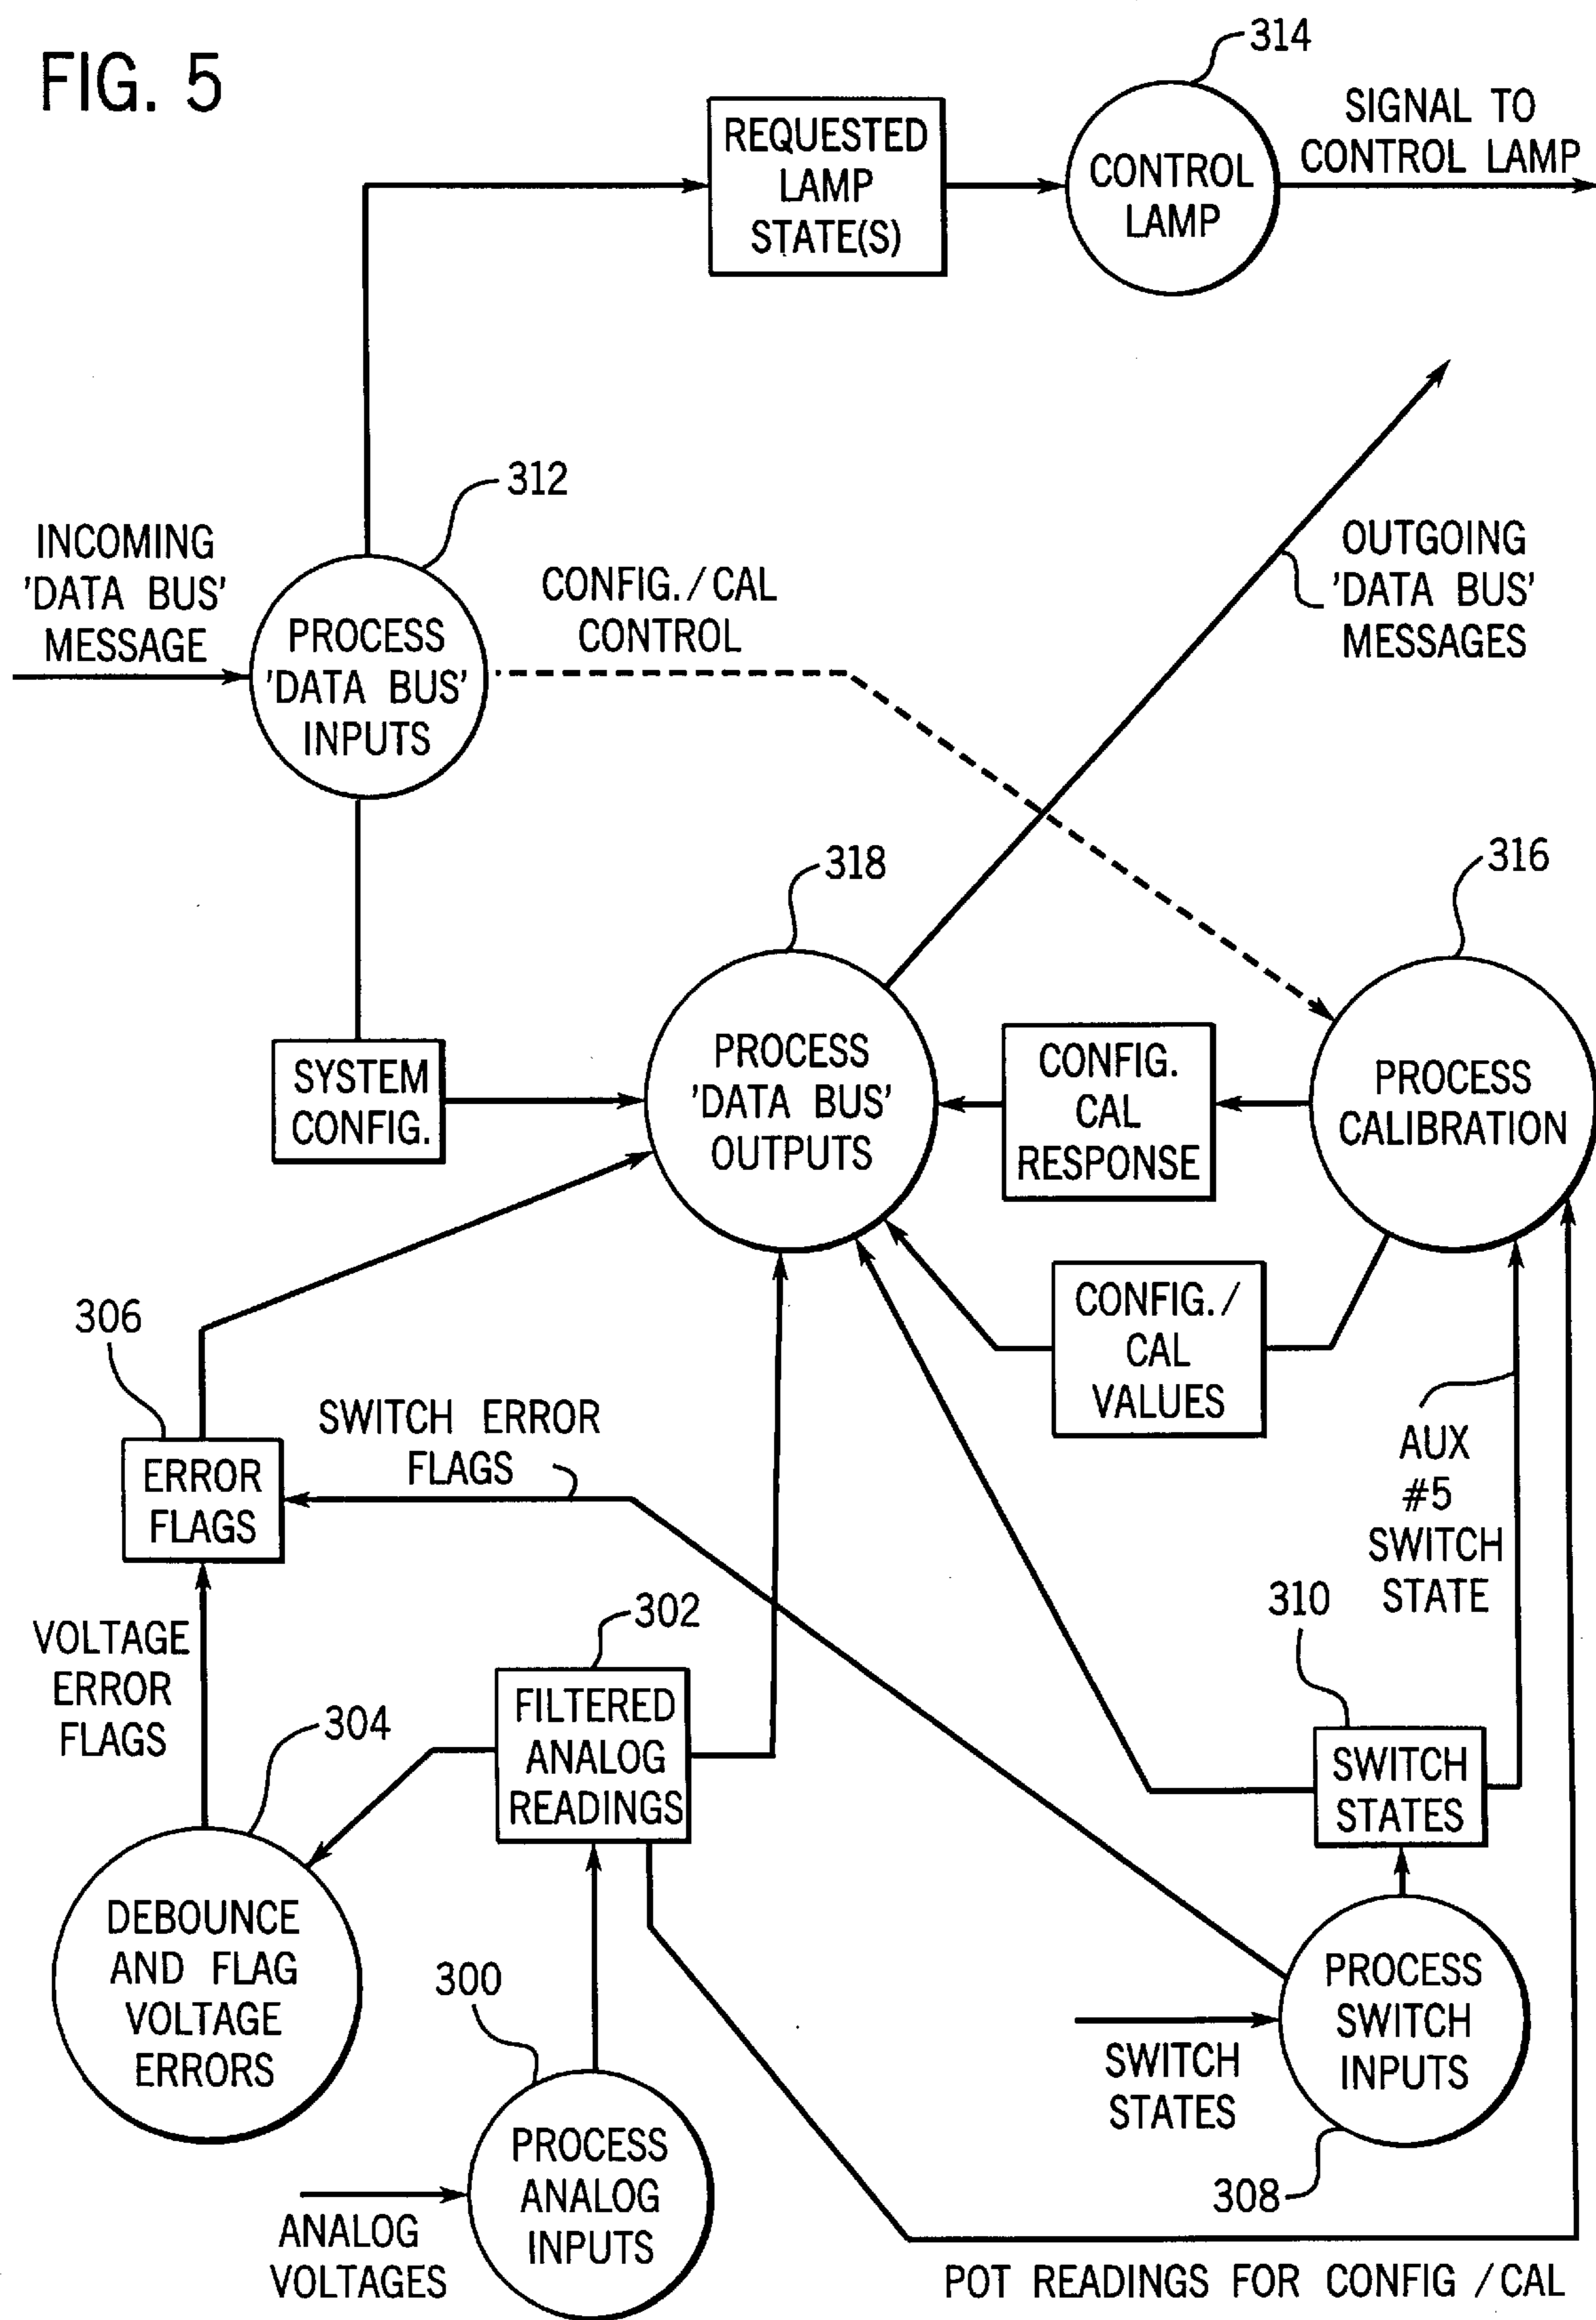 FIG. 5
314
REQUESTED
LAMP
STATE(S)
CONTROL
LAMP
SIGNAL TO
CONTROL LAMP
312
INCOMING
'DATA BUS'
MESSAGE
PROCESS
'DATA BUS'
INPUTS
CONFIG./CAL
CONTROL
OUTGOING
'DATA BUS'
MESSAGES
318
316
SYSTEM
CONFIG.
PROCESS
'DATA BUS'
OUTPUTS
CONFIG.
CAL
RESPONSE
PROCESS
CALIBRATION
306
CONFIG./
CAL
VALUES
SWITCH ERROR
FLAGS
ERROR
FLAGS
AUX
#5
SWITCH
STATE
VOLTAGE
ERROR
FLAGS
304
302
310
FILTERED
ANALOG
READINGS
SWITCH
STATES
DEBOUNCE
AND FLAG
VOLTAGE
ERRORS
300
PROCESS
SWITCH
INPUTS
SWITCH
STATES
308
PROCESS
ANALOG
INPUTS
ANALOG
VOLTAGES
POT READINGS FOR CONFIG /CAL